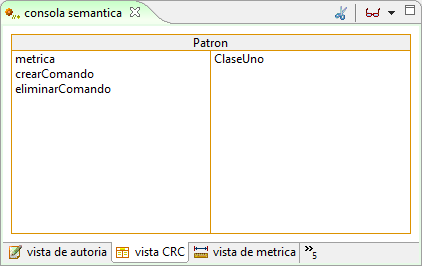 consola semantica
Patron
metrica ClaseUno
crearComando
eliminarComando
vista de autoria vista CRC vista de metrica »5